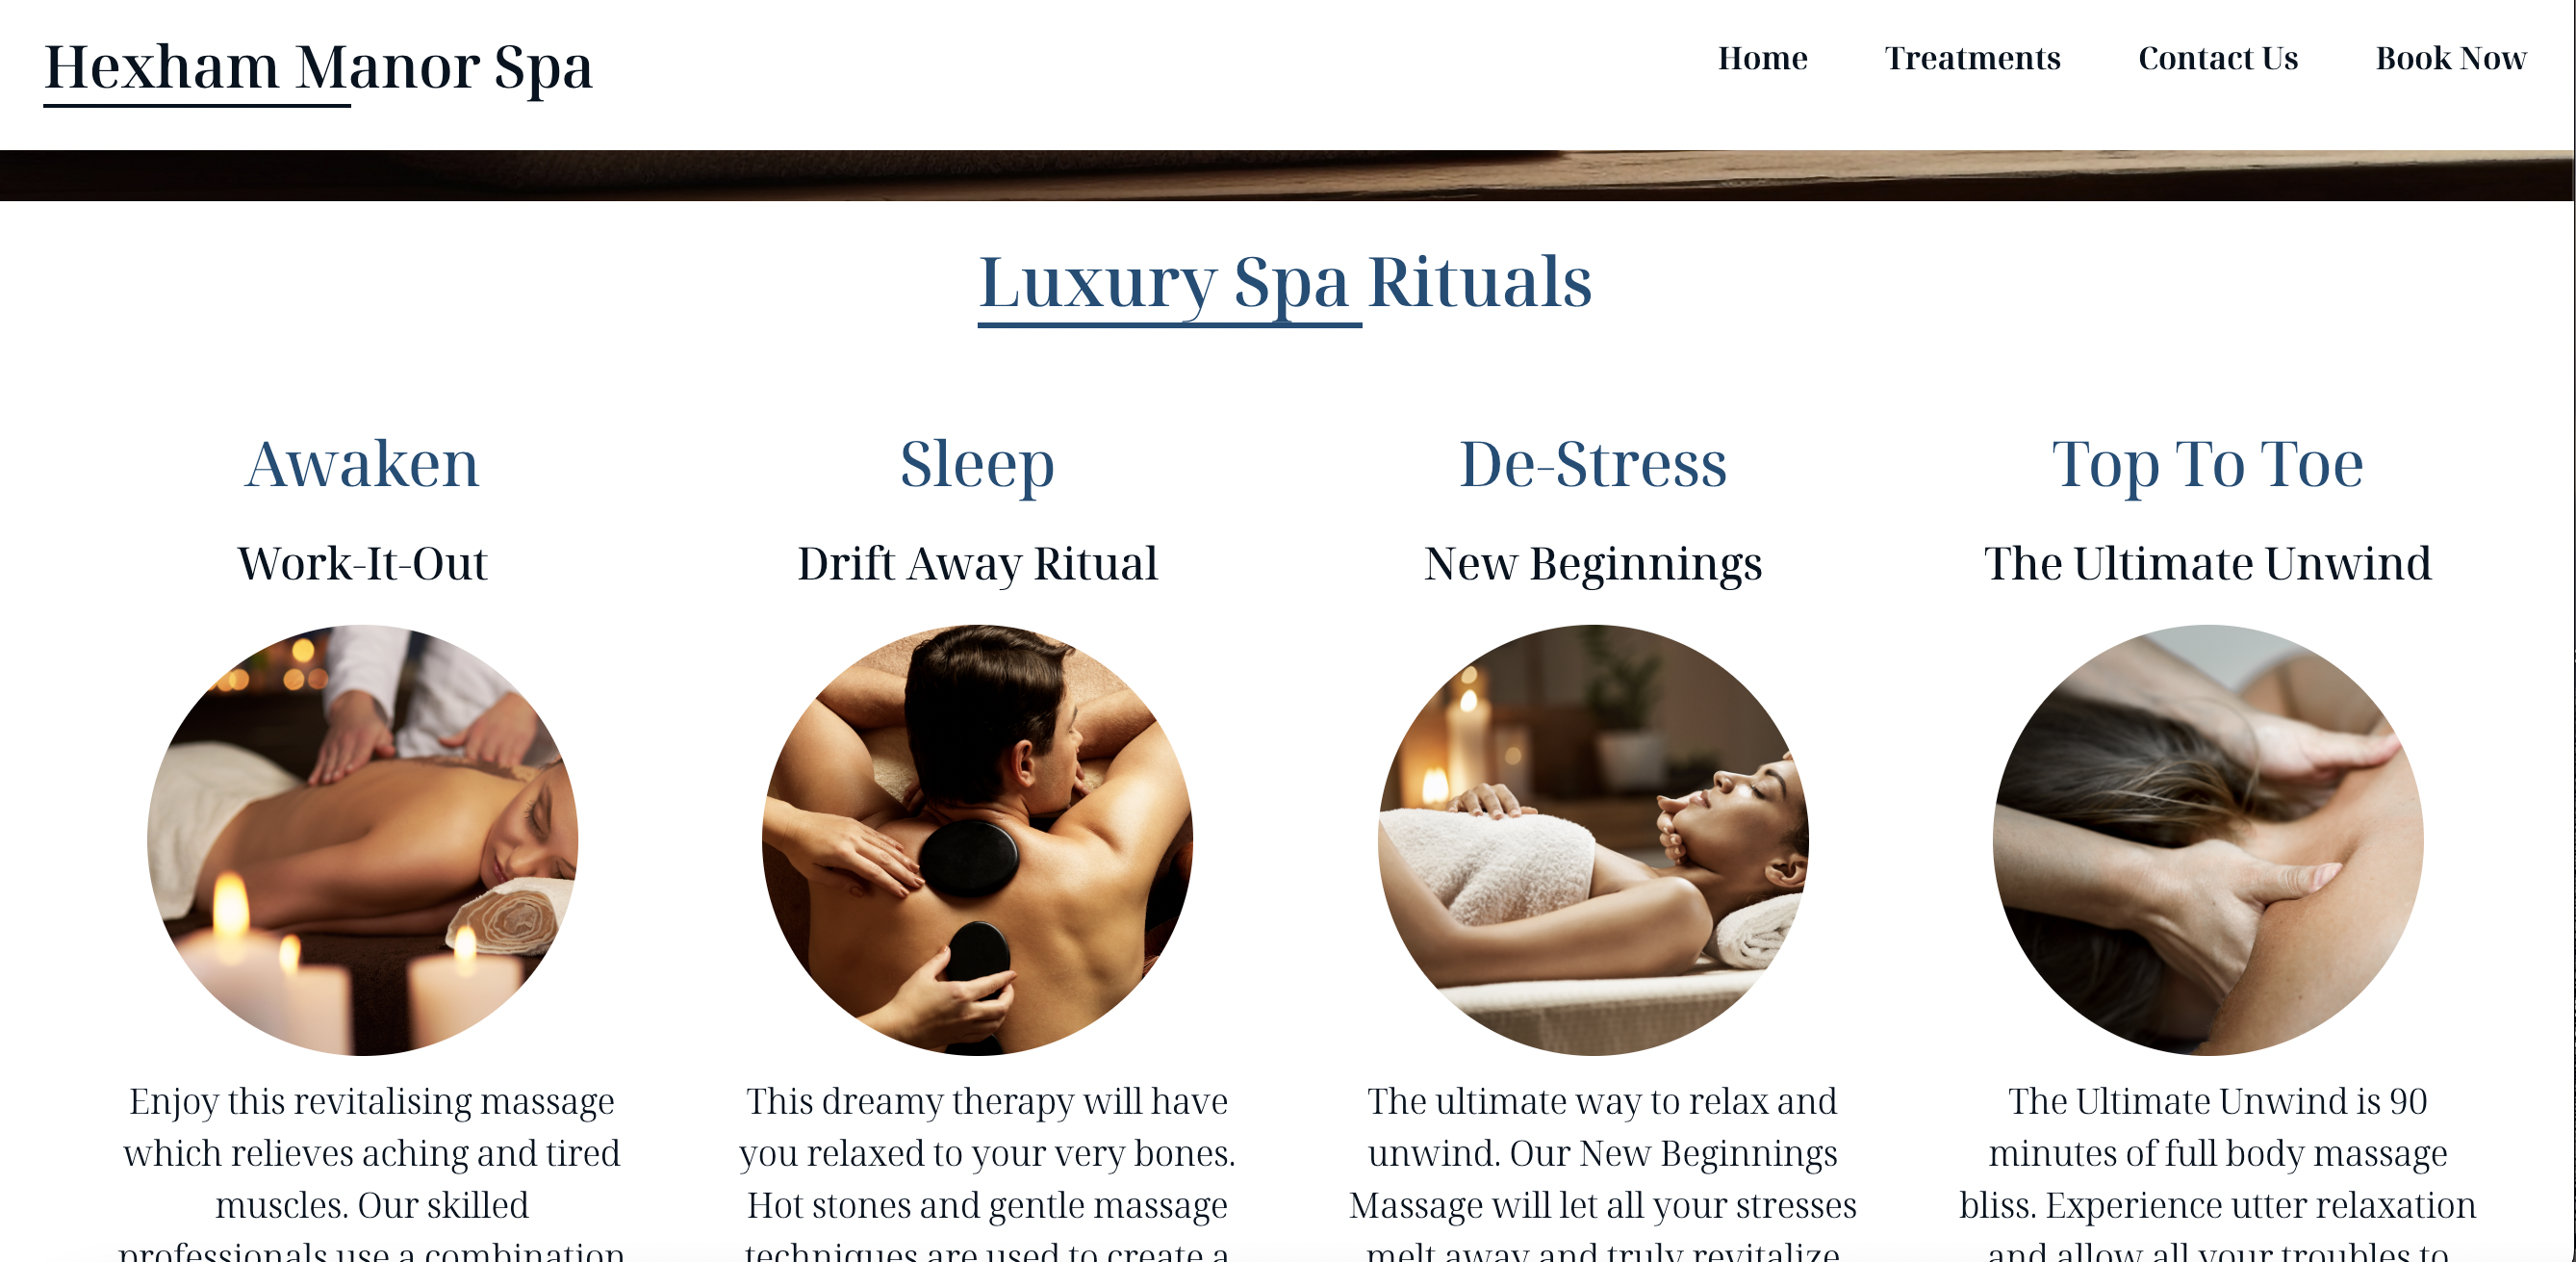 Hexham Manor Spa
Home Treatments Contact Us Book Now
Luxury Spa Rituals
Awaken
Work-It-Out
Enjoy this revitalising massage
which relieves aching and tired
muscles. Our skilled
professionals use a combination
Sleep
Drift Away Ritual
This dreamy therapy will have
you relaxed to your very bones.
Hot stones and gentle massage
techniques are used to create a
De-Stress
New Beginnings
The ultimate way to relax and
unwind. Our New Beginnings
Massage will let all your stresses
melt away and truly revitalize
Top To Toe
The Ultimate Unwind
The Ultimate Unwind is 90
minutes of full body massage
bliss. Experience utter relaxation
and allow all your troubles to